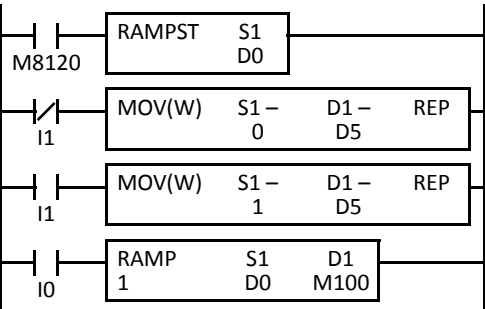 RAMPST S1
D0
M8120
MOV(W) S1 – D1 – REP
0 D5
I1
MOV(W) S1 – D1 – REP
1 D5
I1
RAMP S1 D1
1 D0 M100
I0